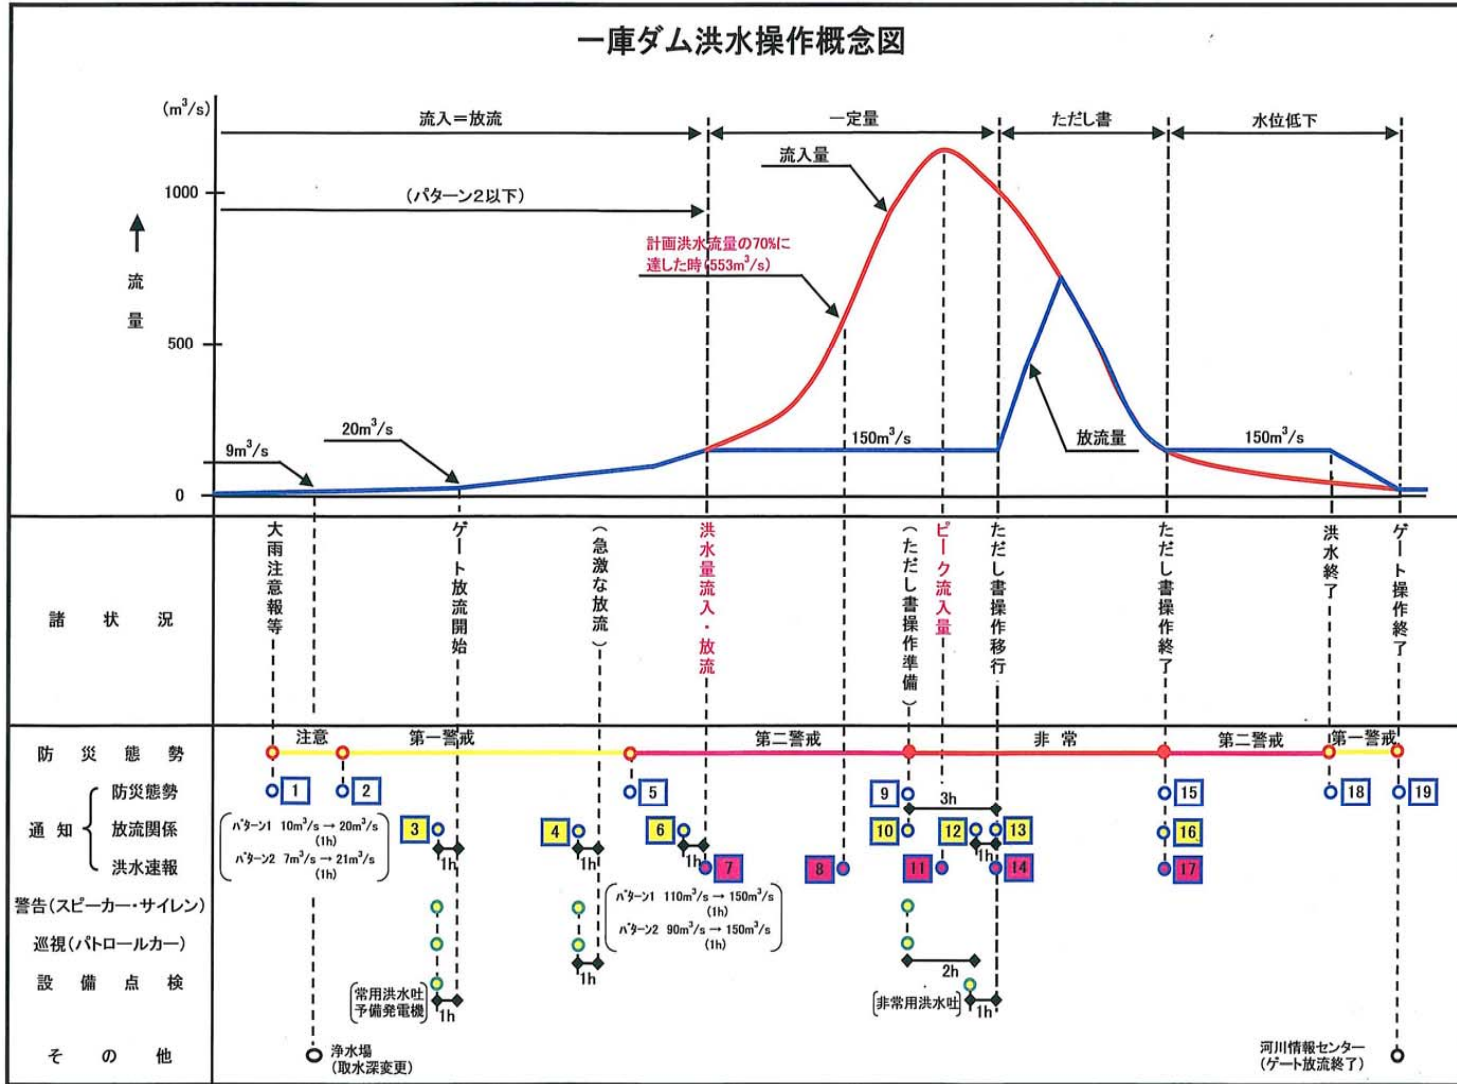 一庫ダム洪水操作概念図
(m³/s)
流入＝放流
一定量
ただし書
水位低下
流入量
1000
(パターン2以下)
計画洪水流量の70%に
達した時(553m³/s)
流
量
500
20m³/s
9m³/s
150m³/s
放流量
150m³/s
0
諸状況
大雨注意報等
ゲート放流開始
(急激な放流)
洪水量流入・放流
(ただし書操作準備)
ピーク流入量
ただし書操作移行
ただし書操作終了
洪水終了
ゲート操作終了
防災態勢
注意
第一警戒
第二警戒
非常
第二警戒
第一警戒
通知
防災態勢
1
2
5
9
15
18
19
3h
放流関係
3
4
6
10
12
13
16
1h
1h
1h
1h
パターン1 10m³/s → 20m³/s
(1h)
パターン2 7m³/s → 21m³/s
(1h)
洪水速報
7
8
11
14
17
警告(スピーカー・サイレン)
パターン1 110m³/s → 150m³/s
(1h)
パターン2 90m³/s → 150m³/s
(1h)
巡視(パトロールカー)
1h
2h
設備点検
常用洪水吐
予備発電機
1h
非常用洪水吐
1h
その他
浄水場
(取水深変更)
河川情報センター
(ゲート放流終了)